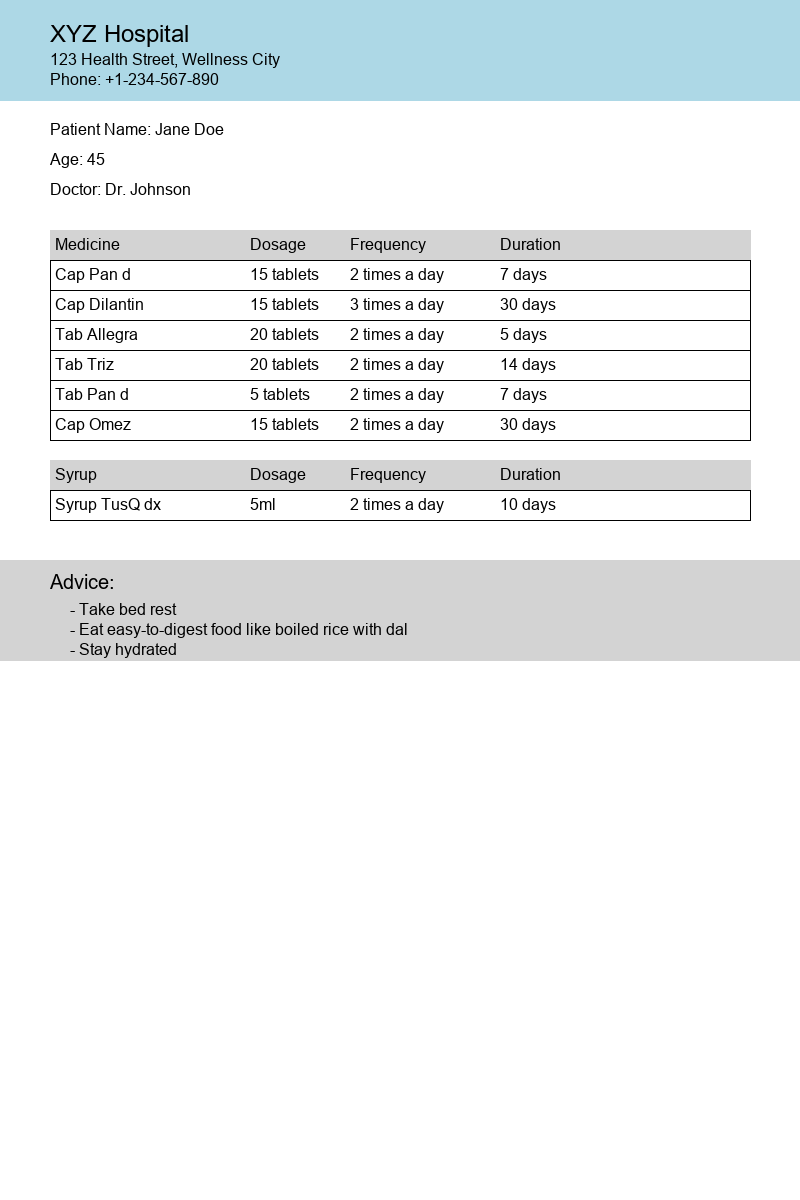 XYZ Hospital
123 Health Street, Wellness City
Phone: +1-234-567-890
Patient Name: Jane Doe
Age: 45
Doctor: Dr. Johnson
Medicine Dosage Frequency Duration
Cap Pan d 15 tablets 2 times a day 7 days
Cap Dilantin 15 tablets 3 times a day 30 days
Tab Allegra 20 tablets 2 times a day 5 days
Tab Triz 20 tablets 2 times a day 14 days
Tab Pan d 5 tablets 2 times a day 7 days
Cap Omez 15 tablets 2 times a day 30 days
Syrup Dosage Frequency Duration
Syrup TusQ dx 5ml 2 times a day 10 days
Advice:
- Take bed rest
- Eat easy-to-digest food like boiled rice with dal
- Stay hydrated